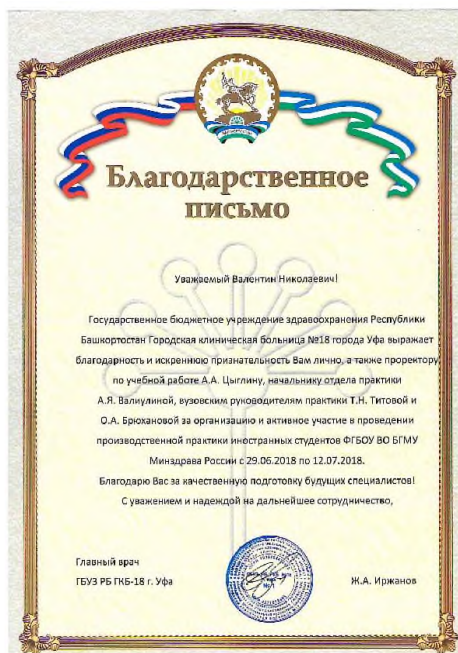 Благодарственное
письмо
Уважаемый Валентин Николаевич!
Государственное бюджетное учреждение здравоохранения Республики
Башкортостан Городская клиническая больница №18 города Уфа выражает
благодарность и искреннюю признательность Вам лично, а также проректору
по учебной работе А.А. Цыглину, начальнику отдела практики
А.Я. Валиулиной, вузовским руководителям практики Т.Н. Титовой и
О.А. Брюхановой за организацию и активное участие в проведении
производственной практики иностранных студентов ФГБОУ ВО БГМУ
Минздрава России с 29.06.2018 по 12.07.2018.
Благодарю Вас за качественную подготовку будущих специалистов!
С уважением и надеждой на дальнейшее сотрудничество,
Главный врач
ГБУЗ РБ ГКБ-18 г. Уфа
Ж.А. Иржанов